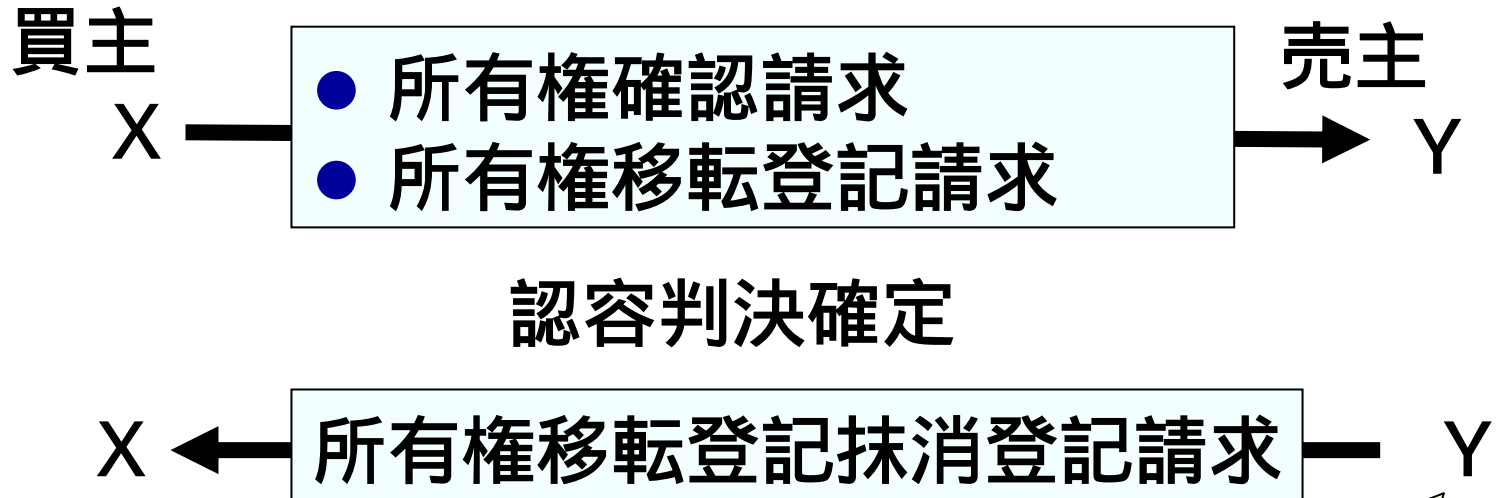 買主
X
● 所有権確認請求
● 所有権移転登記請求
売主
Y
認容判決確定
X
所有権移転登記抹消登記請求
Y